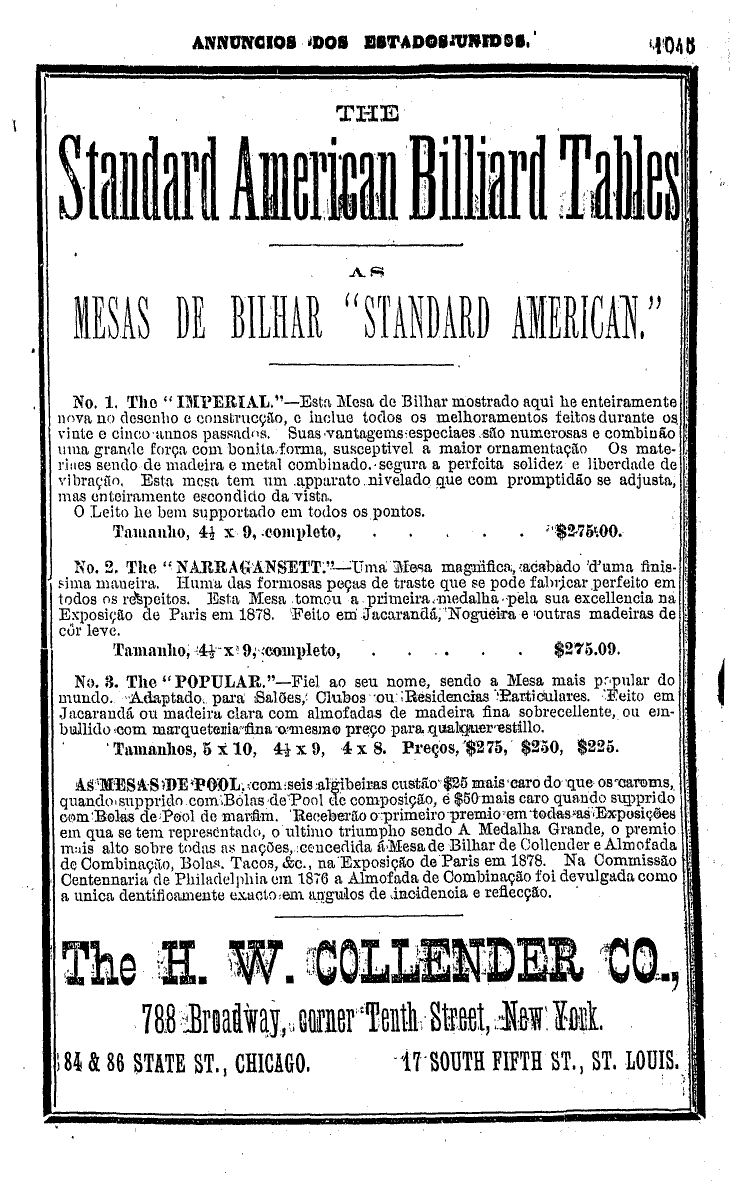 ANNUNCIOS DOS ESTADOS-UNIDOS. 1045
THE
Standard American Billiard Tables
AS
MESAS DE BILHAR “STANDARD AMERICAN.”
No. 1. The “IMPERIAL.”—Esta Mesa de Bilhar mostrado aqui he enteiramente
nova no desenho e construcção, e inclue todos os melhoramentos feitos durante os
vinte e cinco annos passados. Suas vantagems especiaes são numerosas e combinão
uma grande força com bonita forma, susceptivel a maior ornamentação Os mate-
riaes sendo de madeira e metal combinado. segura a perfeita solidez e liberdade de
vibração. Esta mesa tem um apparato nivelado que com promptidão se adjusta,
mas enteiramente escondido da vista.
O Leito he bem supportado em todos os pontos.
Tamanho, 4½ x 9, completo, . . . . . $275.00.
No. 2. The “NARRAGANSETT.”—Uma Mesa magnifica, acabado d'uma finis-
sima maneira. Huma das formosas peças de traste que se pode fabricar perfeito em
todos os respeitos. Esta Mesa tomou a primeira medalha pela sua excellencia na
Exposição de Paris em 1878. Feito em Jacarandá, Nogueira e outras madeiras de
côr leve.
Tamanho, 4½ x 9, completo, . . . . . $275.09.
No. 3. The “POPULAR.”—Fiel ao seu nome, sendo a Mesa mais popular do
mundo. Adaptado para Salões, Clubos ou Residencias Particulares. Feito em
Jacarandá ou madeira clara com almofadas de madeira fina sobrecellente, ou em-
bullido com marqueteria fina o mesmo preço para qualquer estillo.
Tamanhos, 5 x 10, 4½ x 9, 4 x 8. Preços, $275, $250, $225.
As MESAS DE POOL, com seis algibeiras custão $25 mais caro do que os caroms,
quando supprido com Bolas de Pool de composição, e $50 mais caro quando supprido
com Bolas de Pool de marfim. Receberão o primeiro premio em todas as Exposições
em qua se tem representado, o ultimo triumpho sendo A Medalha Grande, o premio
mais alto sobre todas as nações, concedida á Mesa de Bilhar de Collender e Almofada
de Combinação, Bolas. Tacos, &c., na Exposição de Paris em 1878. Na Commissão
Centennaria de Philadelphia em 1876 a Almofada de Combinação foi devulgada como
a unica dentificamente exacto em angulos de incidencia e reflecção.
The H. W. COLLENDER CO.,
788 Broadway, corner Tenth Street, New York.
84 & 86 STATE ST., CHICAGO. 17 SOUTH FIFTH ST., ST. LOUIS.